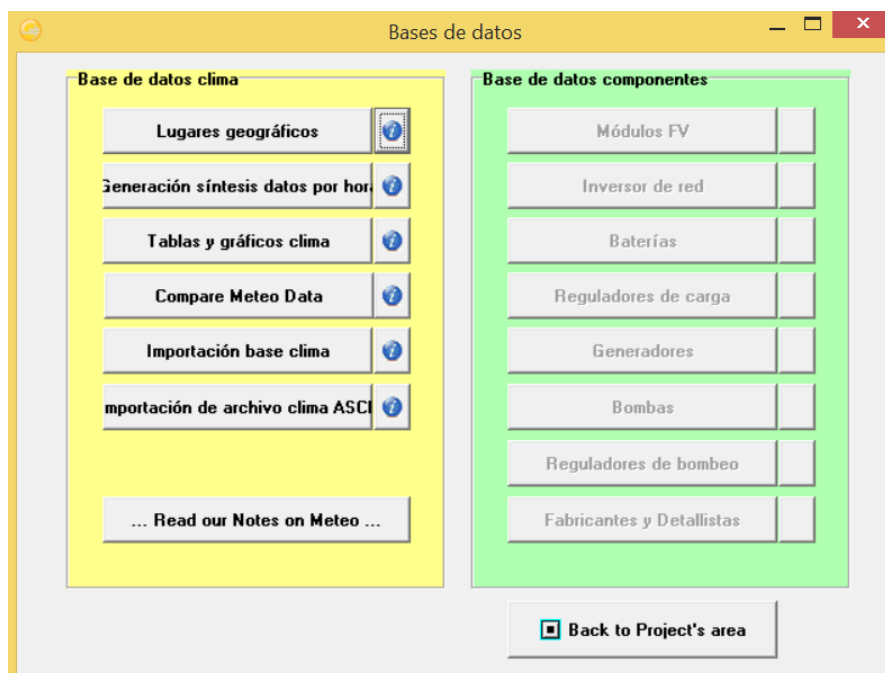 Bases de datos
Base de datos clima
Lugares geográficos
Generación síntesis datos por hora
Tablas y gráficos clima
Compare Meteo Data
Importación base clima
mportación de archivo clima ASCI
... Read our Notes on Meteo ...
Base de datos componentes
Módulos FV
Inversor de red
Baterías
Reguladores de carga
Generadores
Bombas
Reguladores de bombeo
Fabricantes y Detallistas
Back to Project's area